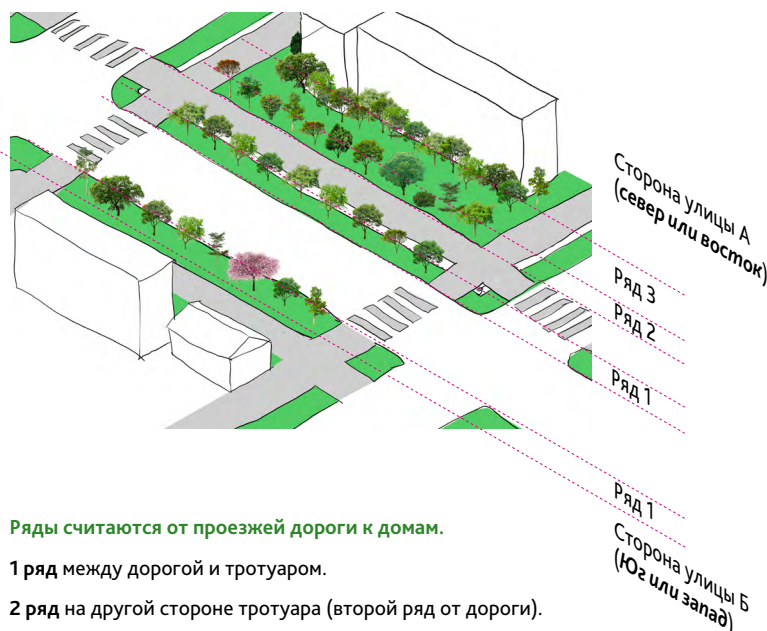 Сторона улицы А
(север или восток)
Ряд 3
Ряд 2
Ряд 1
Ряд 1
Сторона улицы Б
(Юг или запад)
Ряды считаются от проезжей дороги к домам.
1 ряд между дорогой и тротуаром.
2 ряд на другой стороне тротуара (второй ряд от дороги).